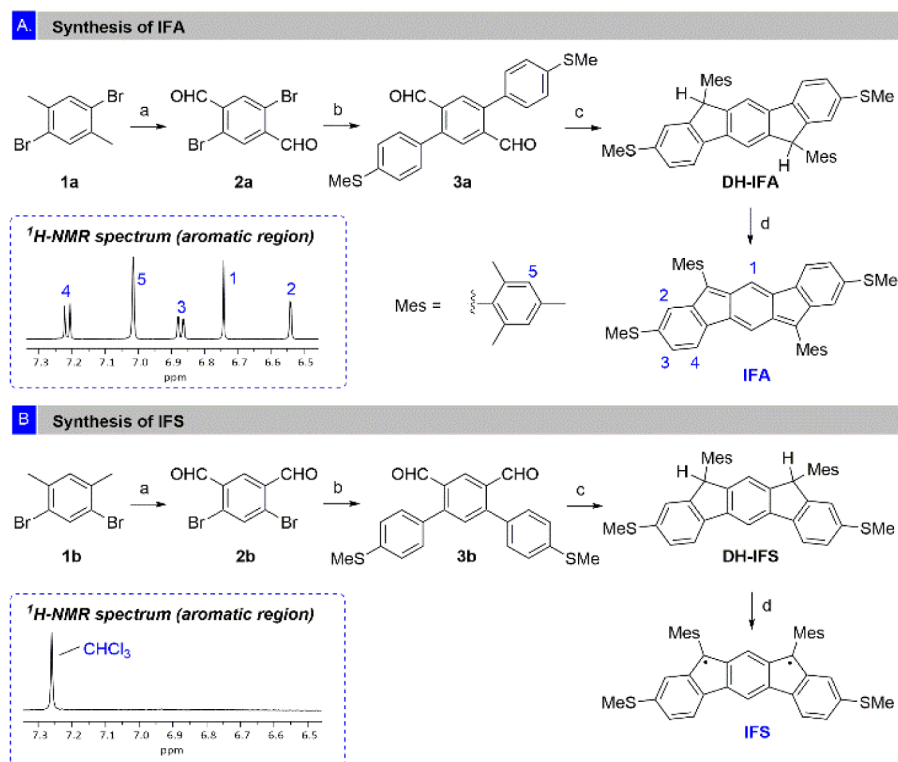 A. Synthesis of IFA
SMe
CHO Br CHO Mes H SMe
a b c
Br Br CHO CHO MeS H Mes
MeS
1a 2a 3a DH-IFA
¹H-NMR spectrum (aromatic region)
d
4 5 3 1 2
7.3 7.2 7.1 7.0 6.9 6.8 6.7 6.6 6.5
ppm
Mes = 5
Mes 1 SMe
2
MeS
3 4 Mes
IFA
B Synthesis of IFS
CHO CHO CHO CHO H Mes H Mes
a b c
Br Br Br Br MeS SMe MeS SMe
1b 2b 3b DH-IFS
¹H-NMR spectrum (aromatic region)
d
CHCl₃
7.3 7.2 7.1 7.0 6.9 6.8 6.7 6.6 6.5
ppm
Mes Mes
MeS SMe
IFS